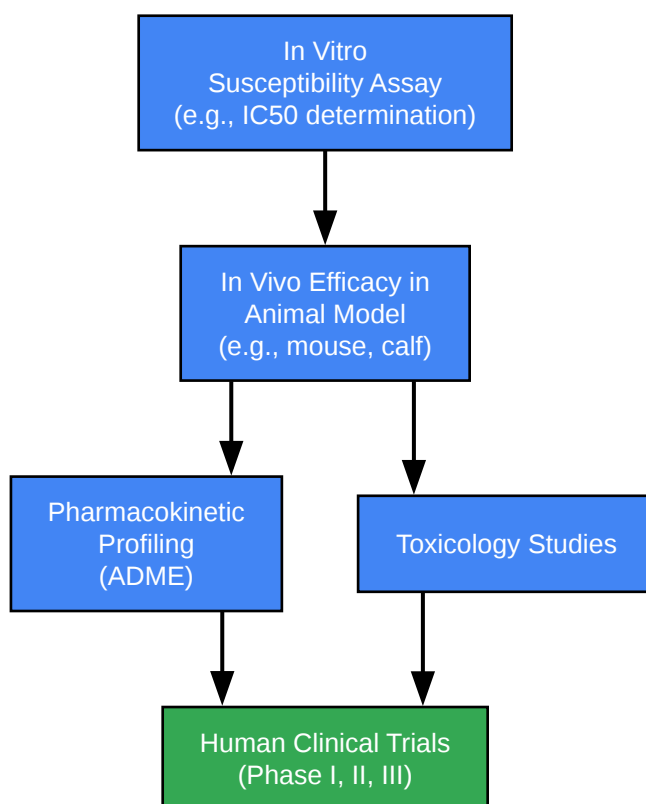 In Vitro
Susceptibility Assay
(e.g., IC50 determination)
In Vivo Efficacy in
Animal Model
(e.g., mouse, calf)
Pharmacokinetic
Profiling
(ADME)
Toxicology Studies
Human Clinical Trials
(Phase I, II, III)